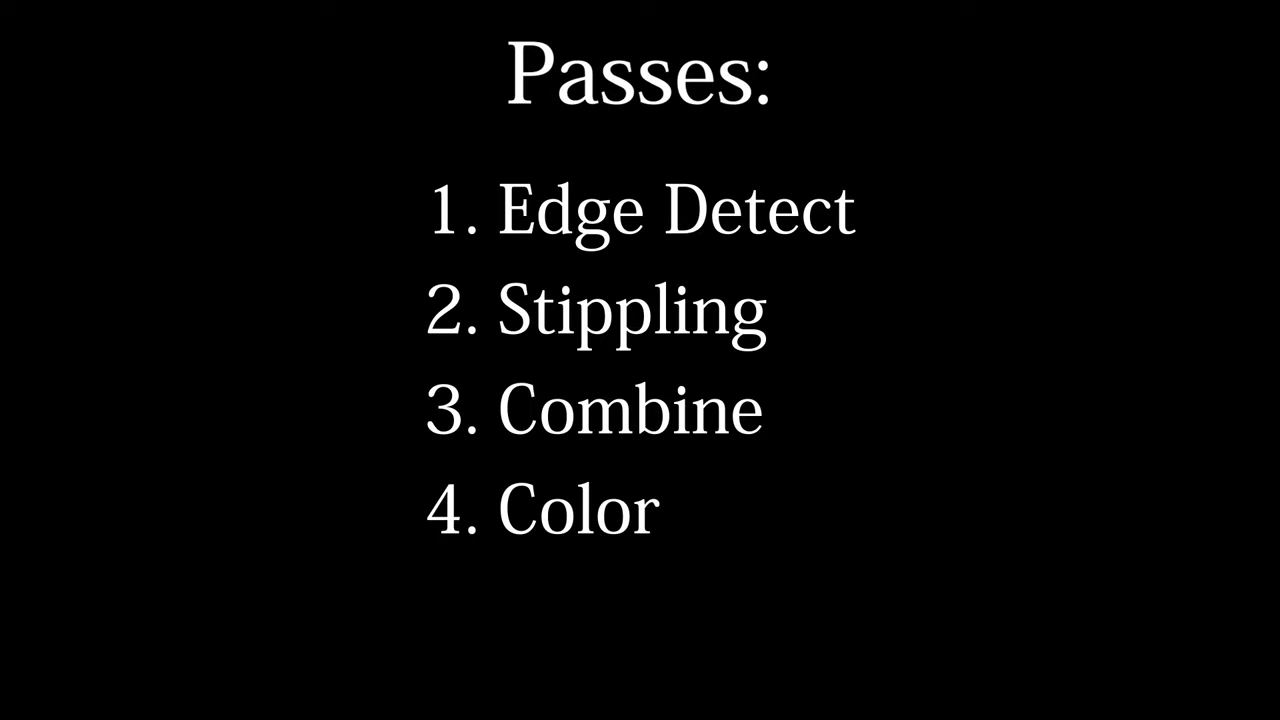 Passes:
1. Edge Detect
2. Stippling
3. Combine
4. Color